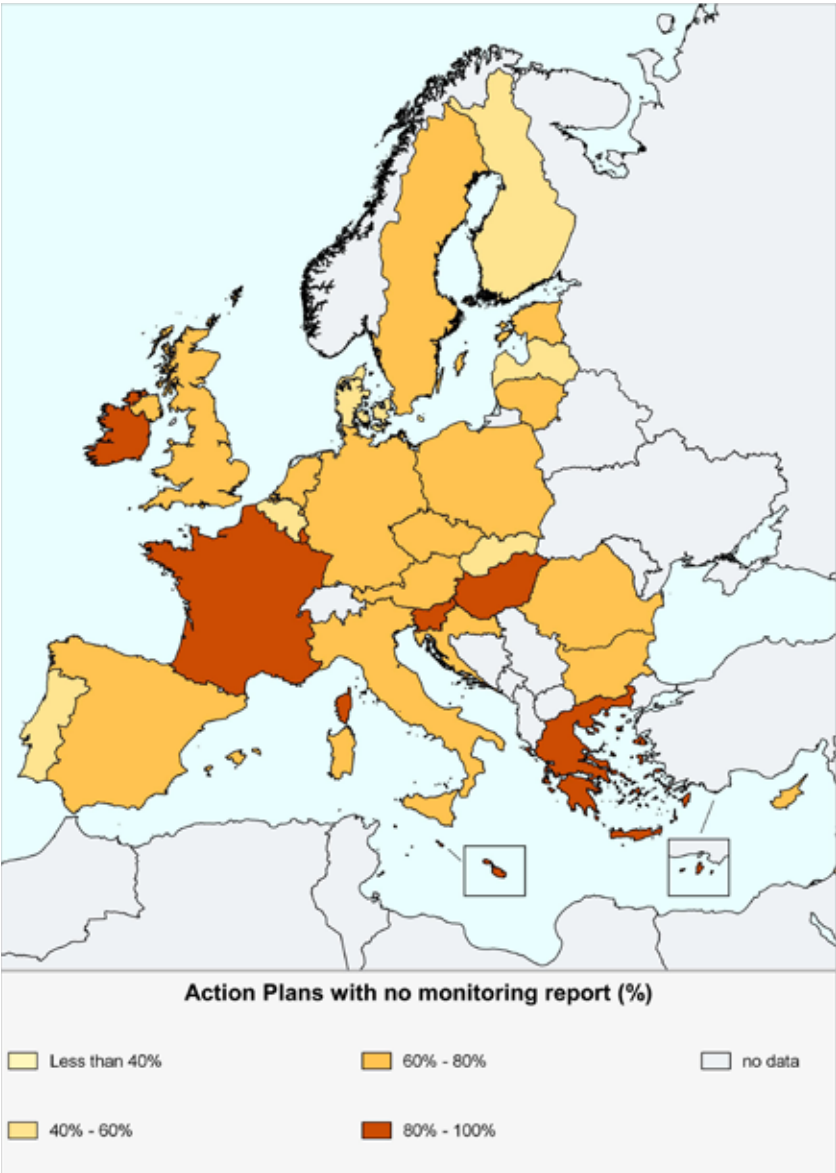 Action Plans with no monitoring report (%)
Less than 40%
60% - 80%
no data
40% - 60%
80% - 100%